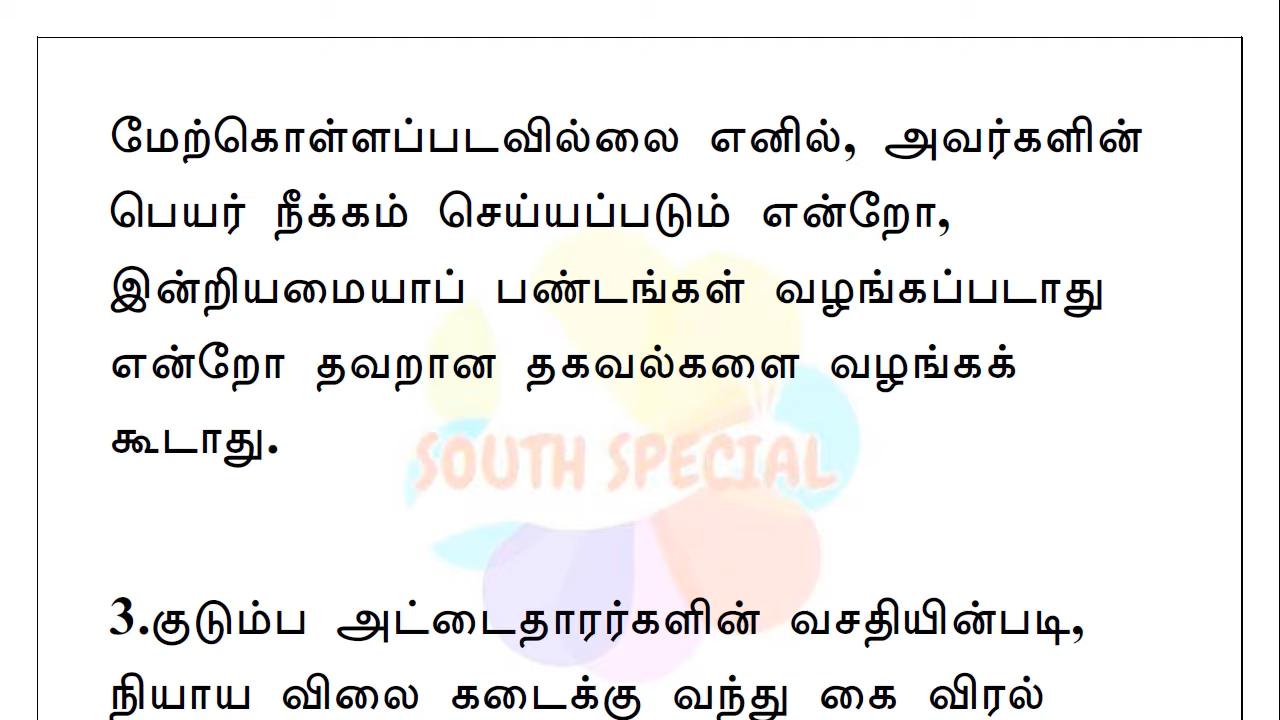 மேற்கொள்ளப்படவில்லை எனில், அவர்களின்
பெயர் நீக்கம் செய்யப்படும் என்றோ,
இன்றியமையாப் பண்டங்கள் வழங்கப்படாது
என்றோ தவறான தகவல்களை வழங்கக்
கூடாது.
SOUTH SPECIAL
3.குடும்ப அட்டைதாரர்களின் வசதியின்படி,
நியாய விலை கடைக்கு வந்து கை விரல்